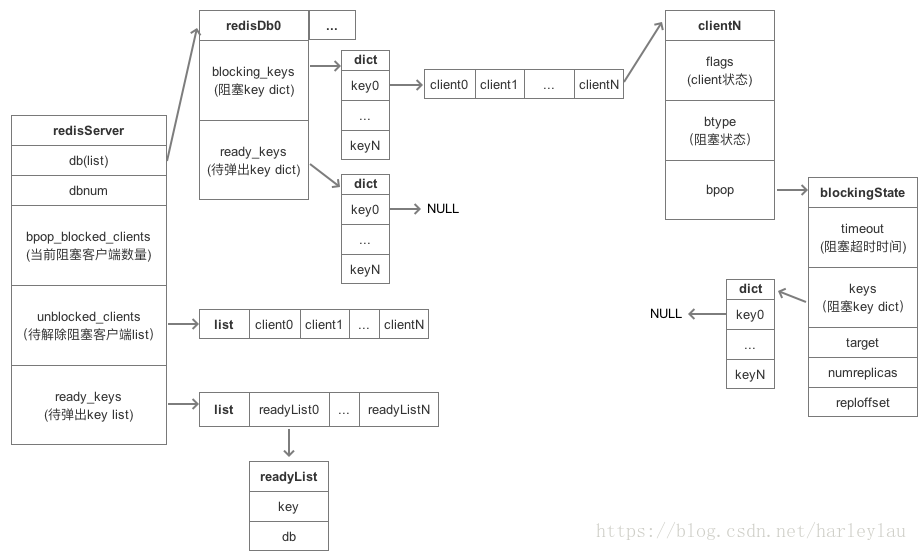 redisServer
db(list)
dbnum
bpop_blocked_clients
(当前阻塞客户端数量)
unblocked_clients
(待解除阻塞客户端list)
ready_keys
(待弹出key list)
redisDb0
...
blocking_keys
(阻塞key dict)
ready_keys
(待弹出key dict)
dict
key0
...
keyN
client0
client1
...
clientN
dict
key0
...
keyN
NULL
list
client0
client1
...
clientN
list
readyList0
...
readyListN
readyList
key
db
clientN
flags
(client状态)
btype
(阻塞状态)
bpop
blockingState
timeout
(阻塞超时时间)
keys
(阻塞key dict)
target
numreplicas
reploffset
dict
key0
...
keyN
NULL
https://blog.csdn.net/harleylau